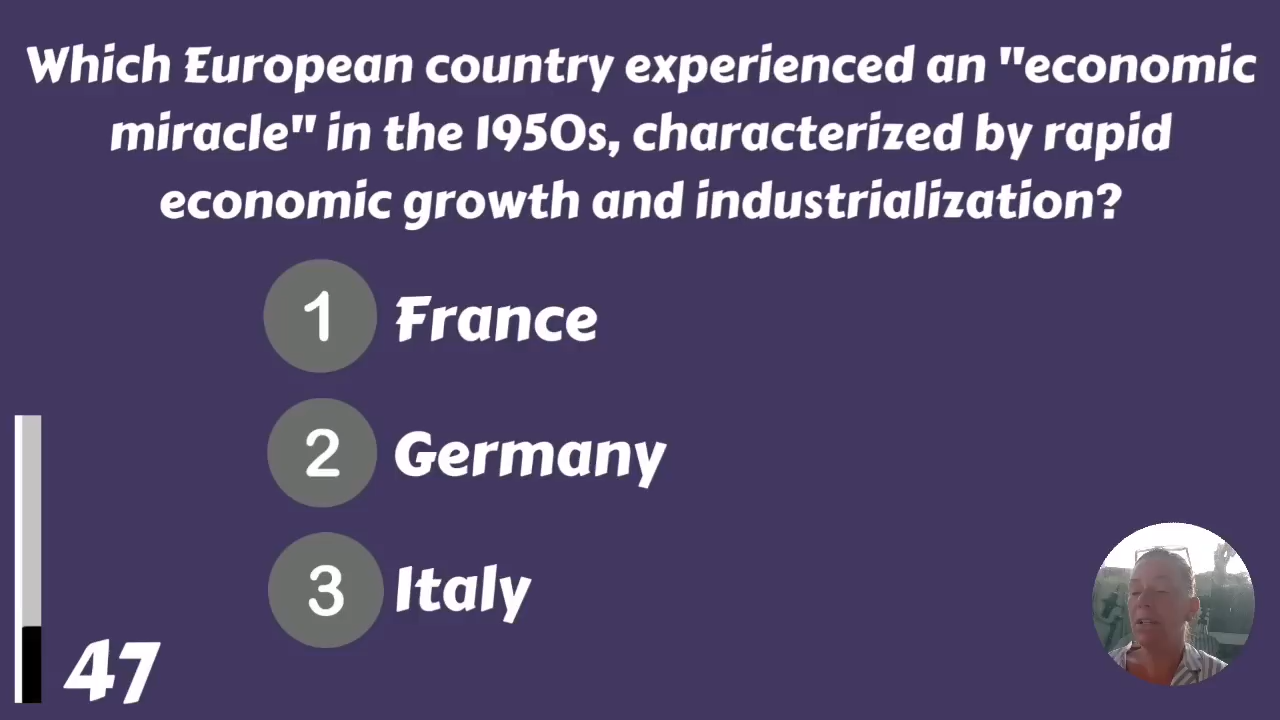 Which European country experienced an "economic
miracle" in the 1950s, characterized by rapid
economic growth and industrialization?
1 France
2 Germany
3 Italy
47